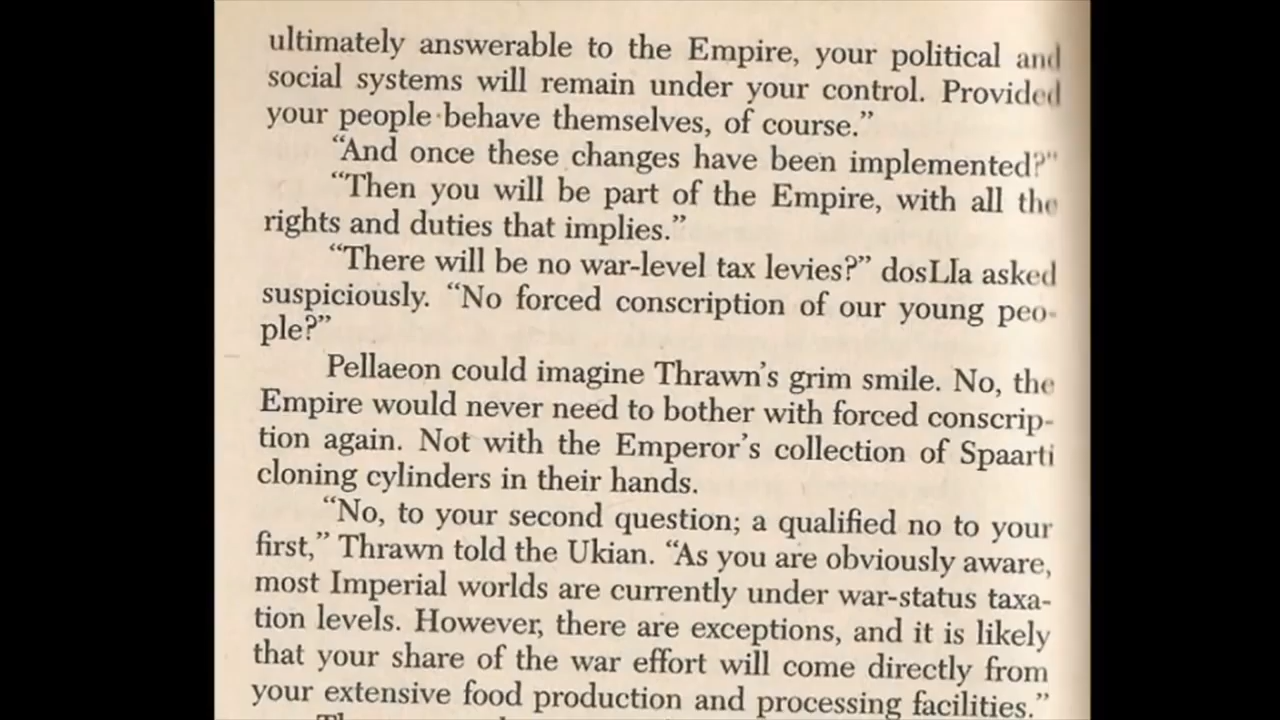 ultimately answerable to the Empire, your political and
social systems will remain under your control. Provided
your people behave themselves, of course.”
“And once these changes have been implemented?”
“Then you will be part of the Empire, with all the
rights and duties that implies.”
“There will be no war-level tax levies?” dosLla asked
suspiciously. “No forced conscription of our young peo-
ple?”
Pellaeon could imagine Thrawn’s grim smile. No, the
Empire would never need to bother with forced conscrip-
tion again. Not with the Emperor’s collection of Spaarti
cloning cylinders in their hands.
“No, to your second question; a qualified no to your
first,” Thrawn told the Ukian. “As you are obviously aware,
most Imperial worlds are currently under war-status taxa-
tion levels. However, there are exceptions, and it is likely
that your share of the war effort will come directly from
your extensive food production and processing facilities.”